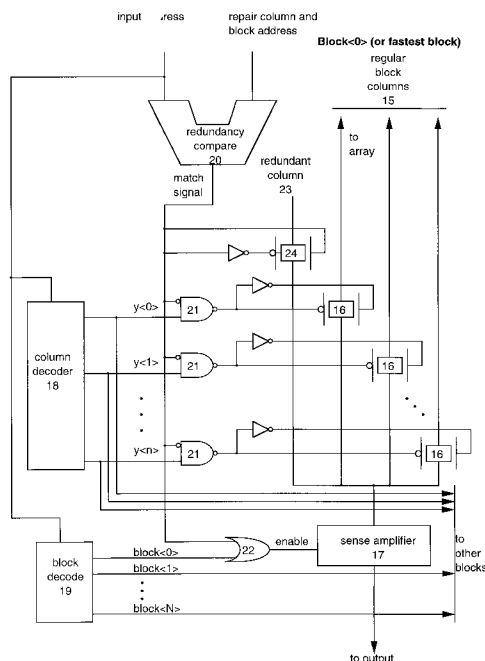 input
repair column and
block address
Block<0> (or fastest block)
regular
block
columns
15
redundancy
compare
20
to
array
redundant
column
23
match
signal
24
y<0>
21
16
column
decoder
18
y<1>
21
16
y<n>
21
16
block
decode
19
block<0>
block<1>
block<N>
22
enable
sense amplifier
17
to
other
blocks
to output